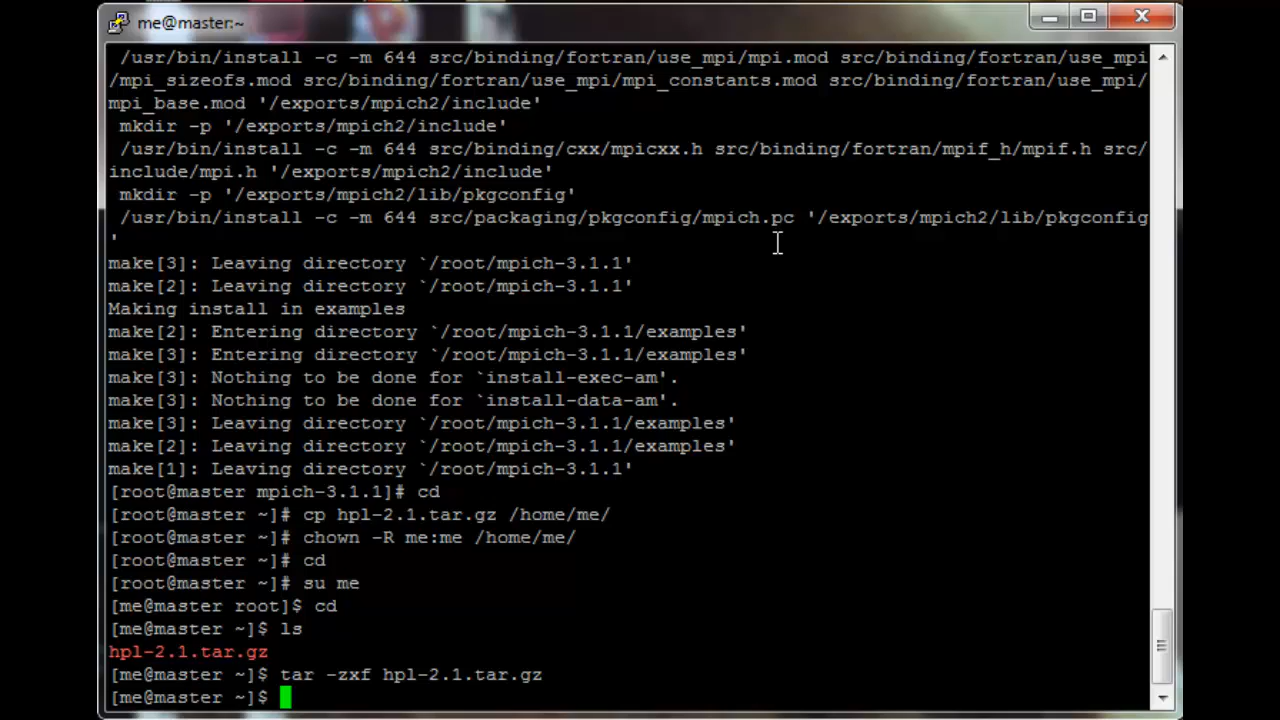 me@master:~
/usr/bin/install -c -m 644 src/binding/fortran/use_mpi/mpi.mod src/binding/fortran/use_mpi
/mpi_sizeofs.mod src/binding/fortran/use_mpi/mpi_constants.mod src/binding/fortran/use_mpi/
mpi_base.mod '/exports/mpich2/include'
mkdir -p '/exports/mpich2/include'
/usr/bin/install -c -m 644 src/binding/cxx/mpicxx.h src/binding/fortran/mpif_h/mpif.h src/
include/mpi.h '/exports/mpich2/include'
mkdir -p '/exports/mpich2/lib/pkgconfig'
/usr/bin/install -c -m 644 src/packaging/pkgconfig/mpich.pc '/exports/mpich2/lib/pkgconfig
'
make[3]: Leaving directory `/root/mpich-3.1.1'
make[2]: Leaving directory `/root/mpich-3.1.1'
Making install in examples
make[2]: Entering directory `/root/mpich-3.1.1/examples'
make[3]: Entering directory `/root/mpich-3.1.1/examples'
make[3]: Nothing to be done for `install-exec-am'.
make[3]: Nothing to be done for `install-data-am'.
make[3]: Leaving directory `/root/mpich-3.1.1/examples'
make[2]: Leaving directory `/root/mpich-3.1.1/examples'
make[1]: Leaving directory `/root/mpich-3.1.1'
[root@master mpich-3.1.1]# cd
[root@master ~]# cp hpl-2.1.tar.gz /home/me/
[root@master ~]# chown -R me:me /home/me/
[root@master ~]# cd
[root@master ~]# su me
[me@master root]$ cd
[me@master ~]$ ls
hpl-2.1.tar.gz
[me@master ~]$ tar -zxf hpl-2.1.tar.gz
[me@master ~]$